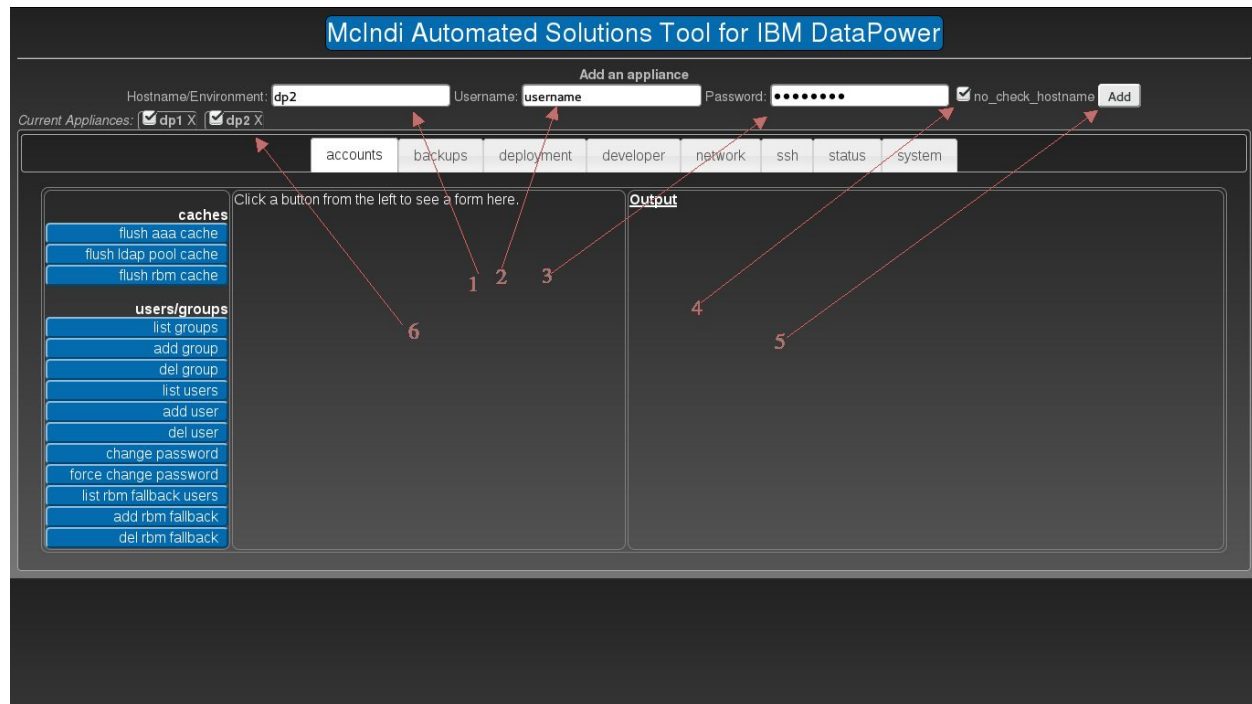 McIndi Automated Solutions Tool for IBM DataPower
Add an appliance
Hostname/Environment: dp2 Username: username Password: •••••••• no_check_hostname Add
Current Appliances: dp1 X dp2 X
accounts backups deployment developer network ssh status system
Click a button from the left to see a form here.
Output
caches
flush aaa cache
flush ldap pool cache
flush rbm cache
users/groups
list groups
add group
del group
list users
add user
del user
change password
force change password
list rbm fallback users
add rbm fallback
del rbm fallback
1 2 3
4
5
6